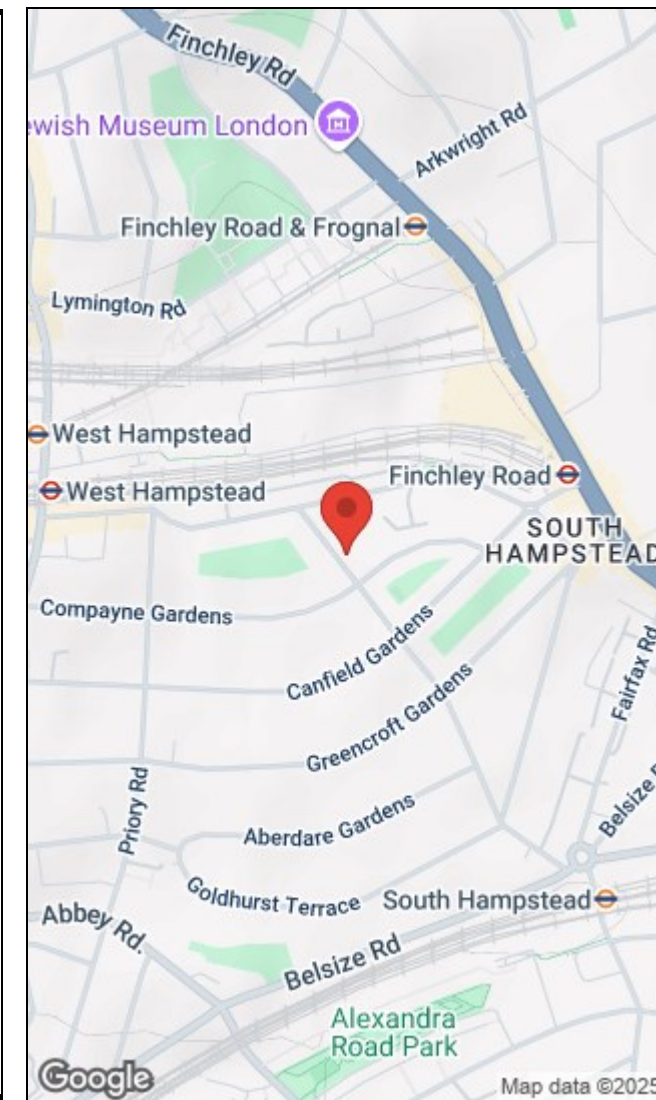 Finchley Rd
ewish Museum London
Arkwright Rd
Finchley Road & Frognal
Lymington Rd
West Hampstead
Finchley Road
West Hampstead
SOUTH
HAMPSTEAD
Compayne Gardens
Canfield Gardens
Fairfax Rd
Greencroft Gardens
Priory Rd
Belsize R
Aberdare Gardens
Goldhurst Terrace
South Hampstead
Abbey Rd.
Belsize Rd
Alexandra
Road Park
Google
Map data ©2025